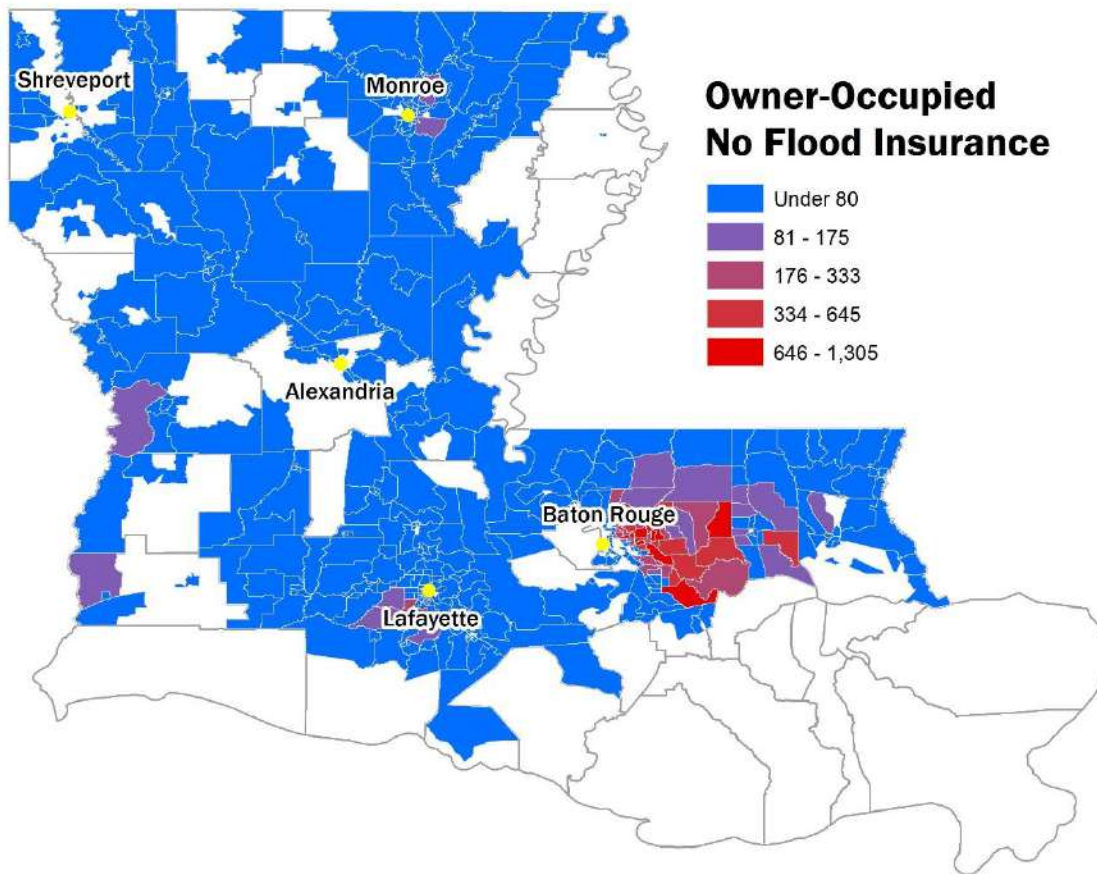 Shreveport
Monroe
Owner-Occupied
No Flood Insurance
Under 80
81 - 175
176 - 333
334 - 645
646 - 1,305
Alexandria
Baton Rouge
Lafayette